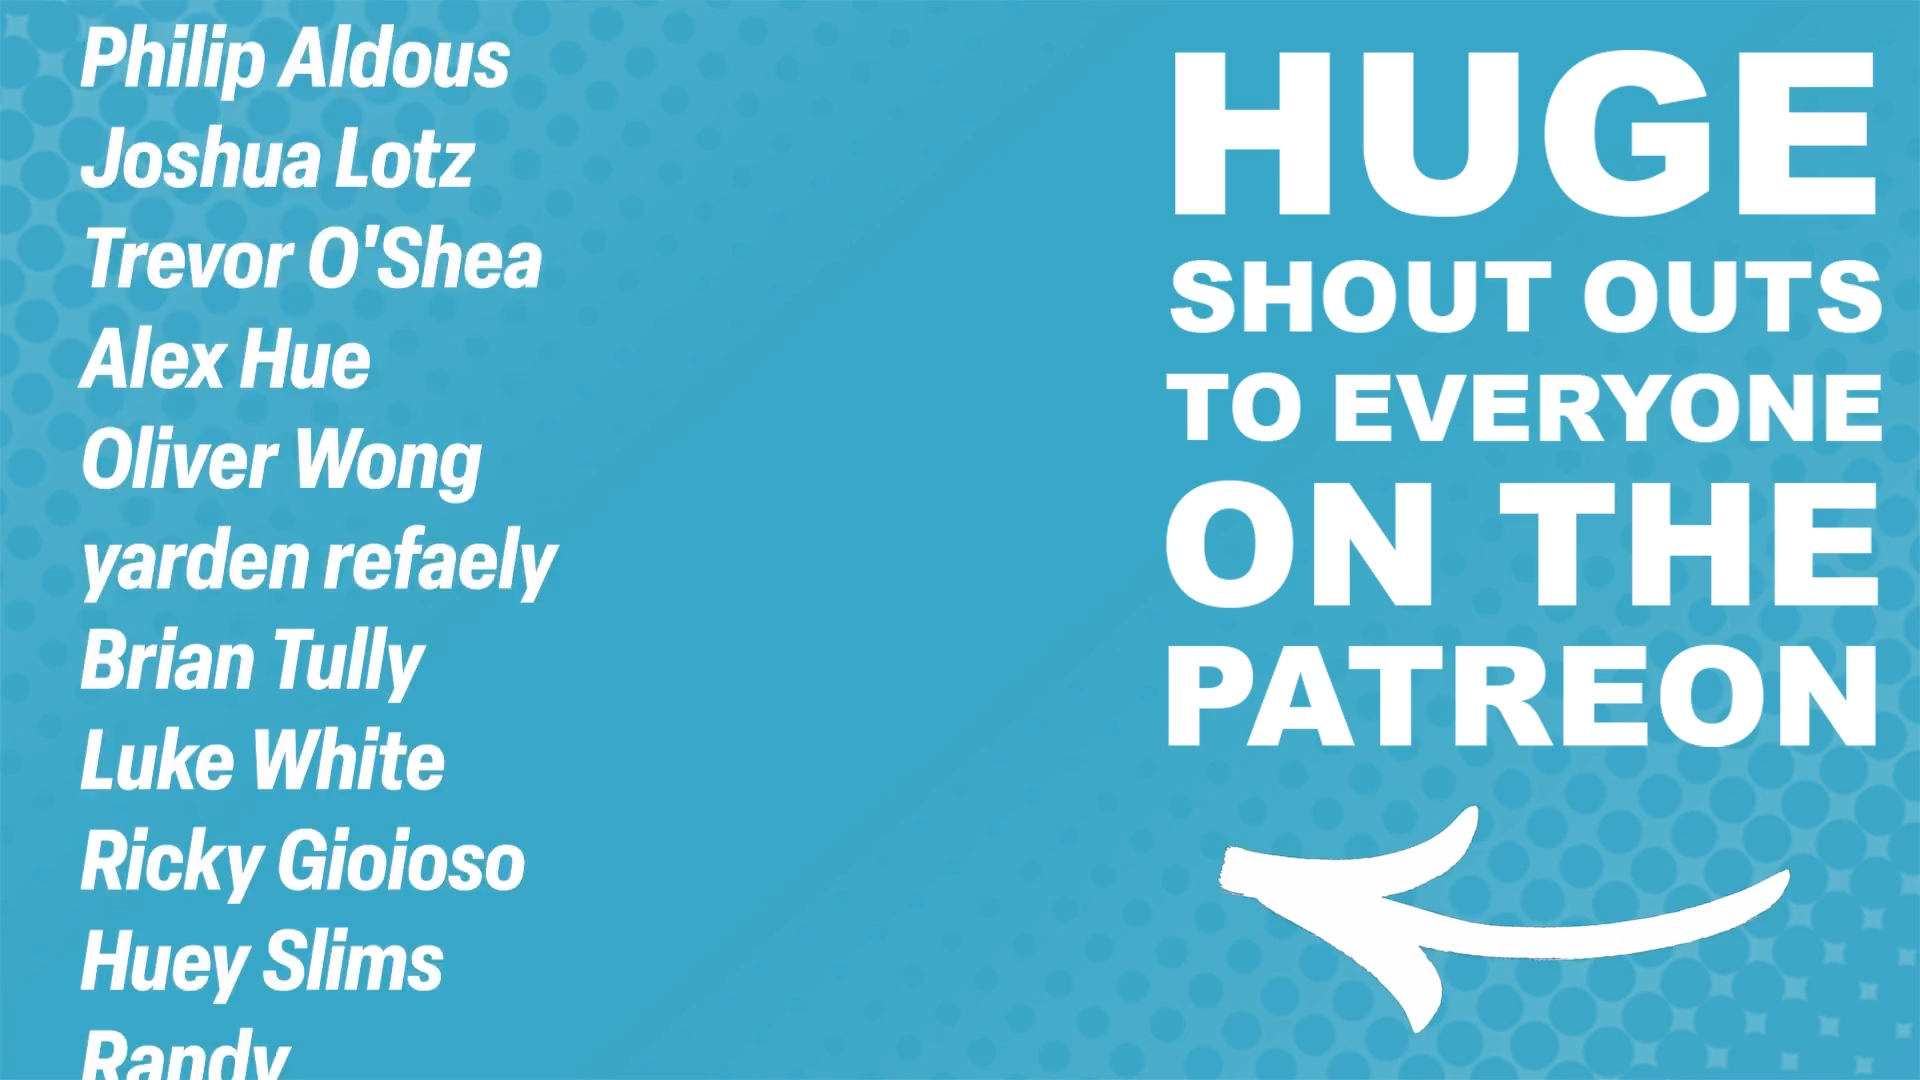 Philip Aldous
Joshua Lotz
Trevor O'Shea
Alex Hue
Oliver Wong
yarden refaely
Brian Tully
Luke White
Ricky Gioioso
Huey Slims
Randy
HUGE
SHOUT OUTS
TO EVERYONE
ON THE
PATREON